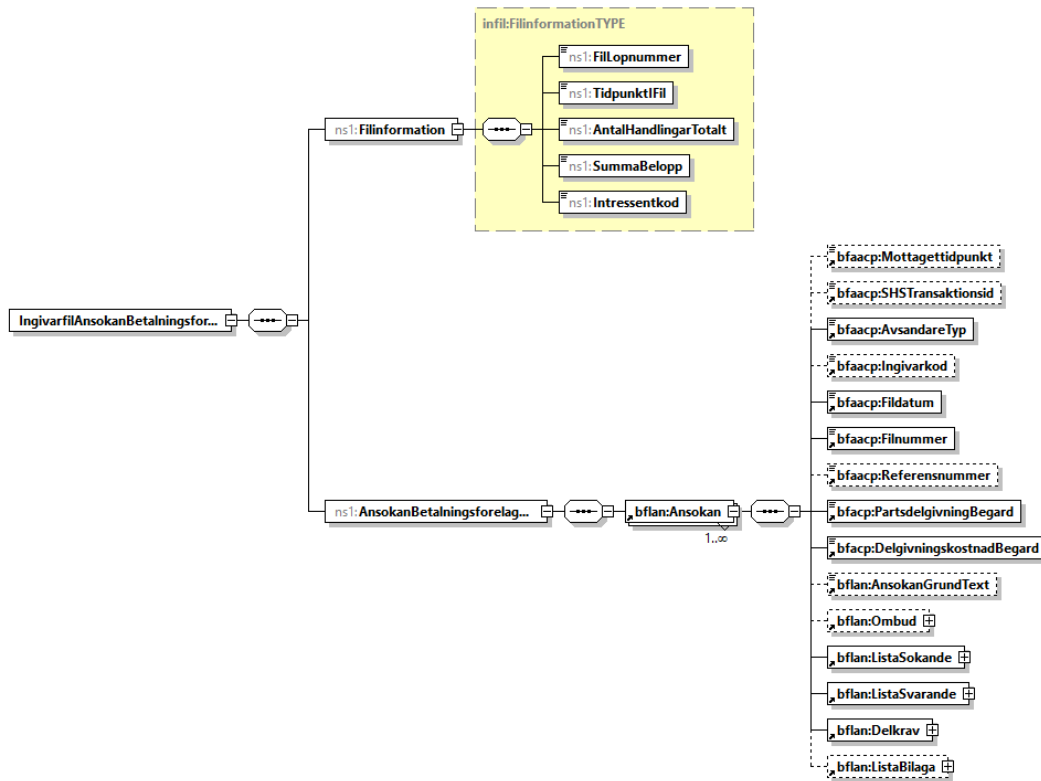 infil:FilinformationTYPE
ns1:FilLopnummer
ns1:TidpunktIFil
ns1:Filinformation
ns1:AntalHandlingarTotalt
ns1:SummaBelopp
ns1:Intressentkod
bfaacp:Mottagettidpunkt
bfaacp:SHSTransaktionsid
IngivarfilAnsokanBetalningsfor...
bfaacp:AvsandareTyp
bfaacp:Ingivarkod
bfaacp:Fildatum
bfaacp:Filnummer
bfaacp:Referensnummer
ns1:AnsokanBetalningsforelag...
bflan:Ansokan
1..∞
bfacp:PartsdelgivningBegard
bfacp:DelgivningskostnadBegard
bflan:AnsokanGrundText
bflan:Ombud
bflan:ListaSokande
bflan:ListaSvarande
bflan:Delkrav
bflan:ListaBilaga